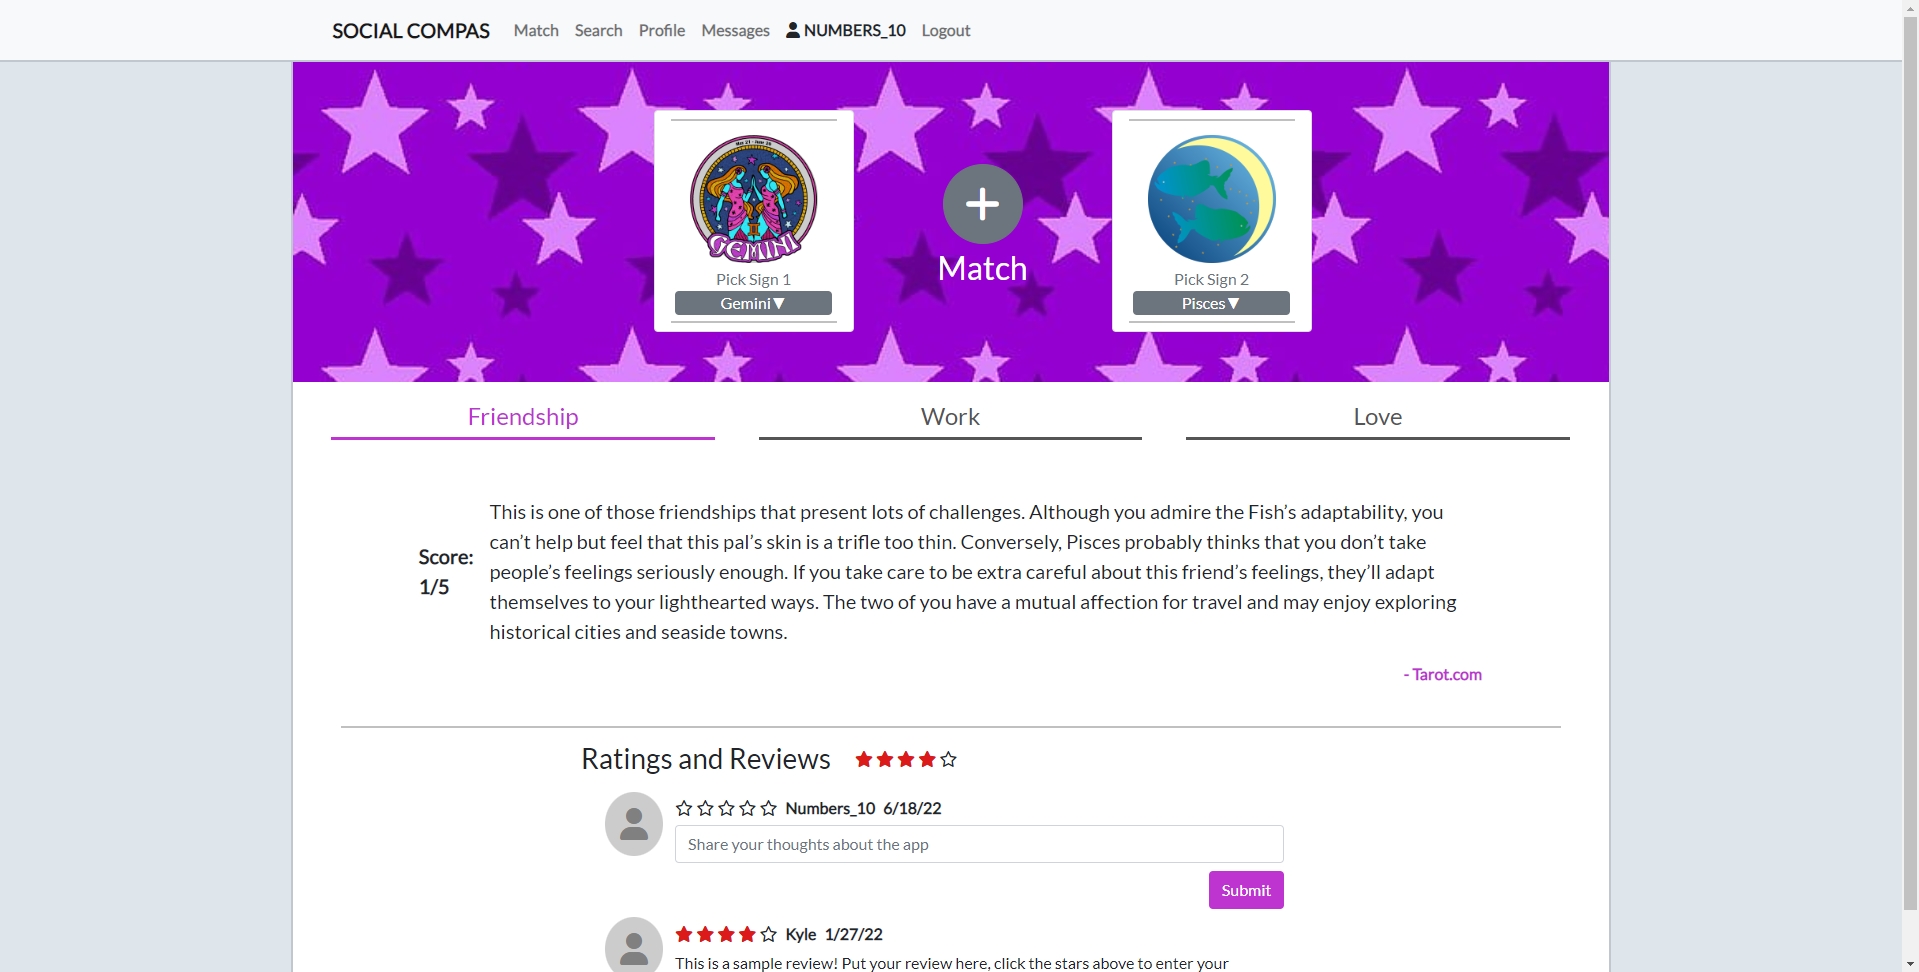 SOCIAL COMPAS Match Search Profile Messages NUMBERS_10 Logout
GEMINI
Pick Sign 1
Gemini▼
Match
Pick Sign 2
Pisces▼
Friendship Work Love
Score:
1/5
This is one of those friendships that present lots of challenges. Although you admire the Fish’s adaptability, you
can’t help but feel that this pal’s skin is a trifle too thin. Conversely, Pisces probably thinks that you don’t take
people’s feelings seriously enough. If you take care to be extra careful about this friend’s feelings, they’ll adapt
themselves to your lighthearted ways. The two of you have a mutual affection for travel and may enjoy exploring
historical cities and seaside towns.
- Tarot.com
Ratings and Reviews
Numbers_10 6/18/22
Share your thoughts about the app
Submit
Kyle 1/27/22
This is a sample review! Put your review here, click the stars above to enter your